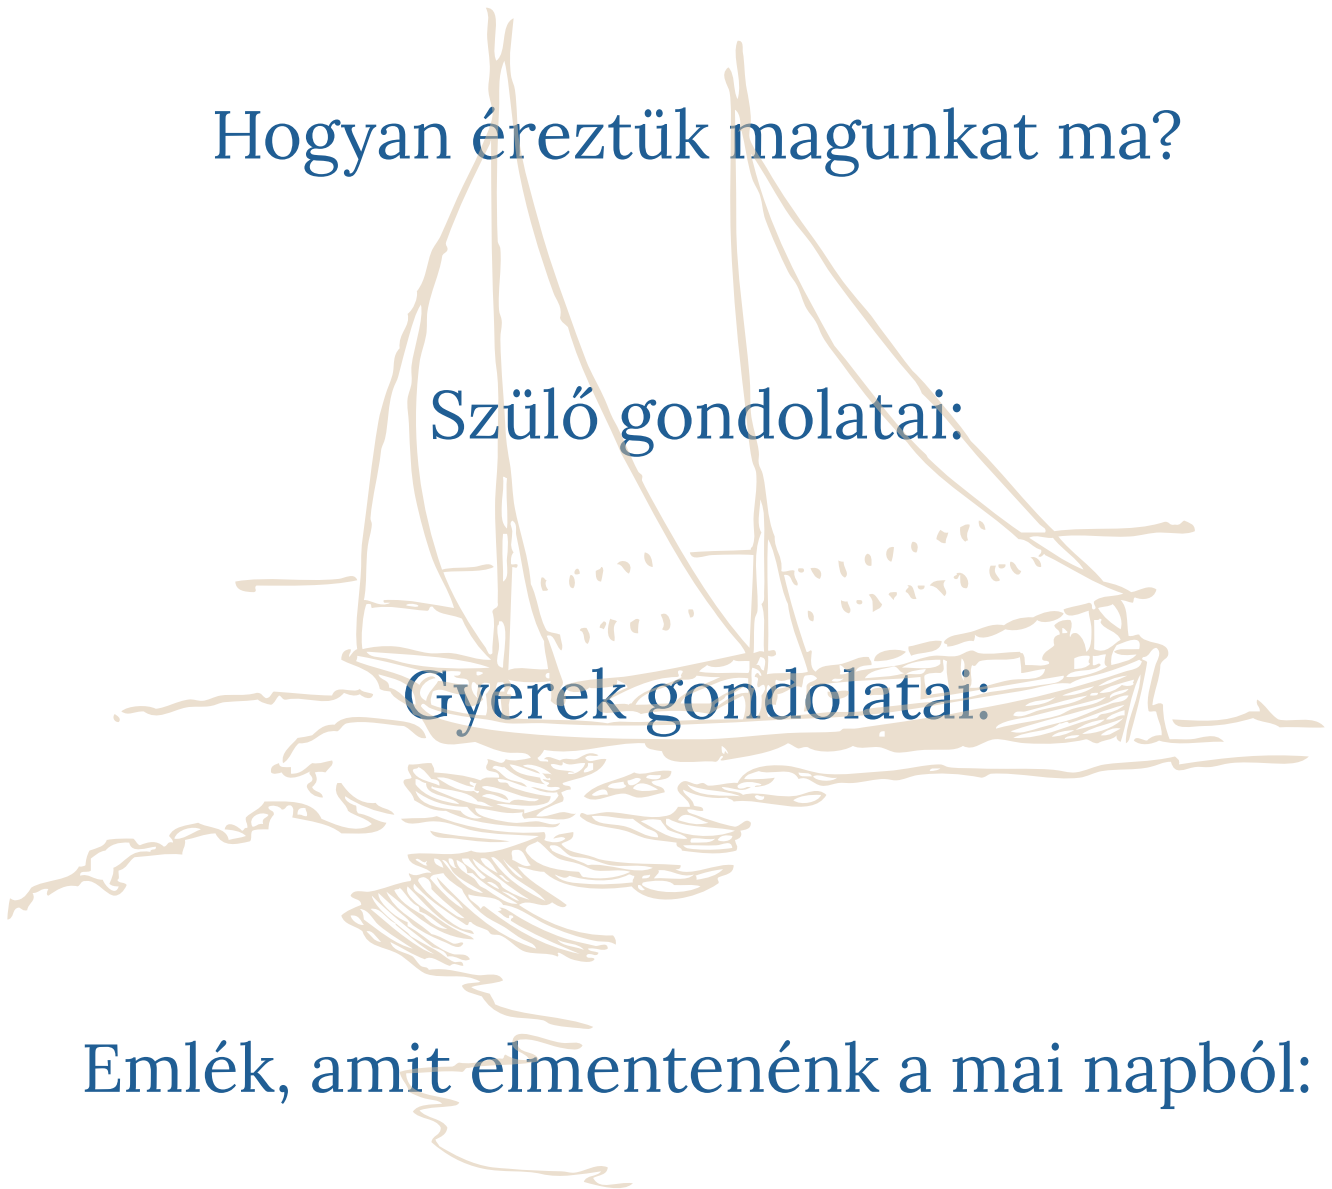 Hogyan éreztük magunkat ma?
Szülő gondolatai:
Gyerek gondolatai:
Emlék, amit elmentenénk a mai napból: